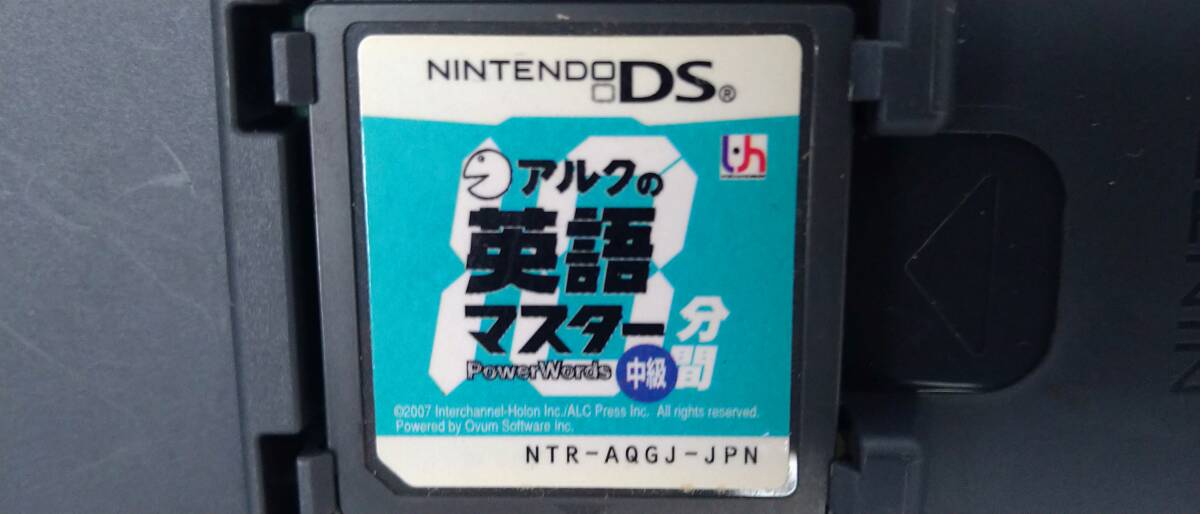 NINTENDO DS®
アルクの
英語
マスター
分間
PowerWords
中級
©2007 Interchannel-Holon Inc./ALC Press Inc. All rights reserved.
Powered by Ovum Software Inc.
NTR-AQGJ-JPN